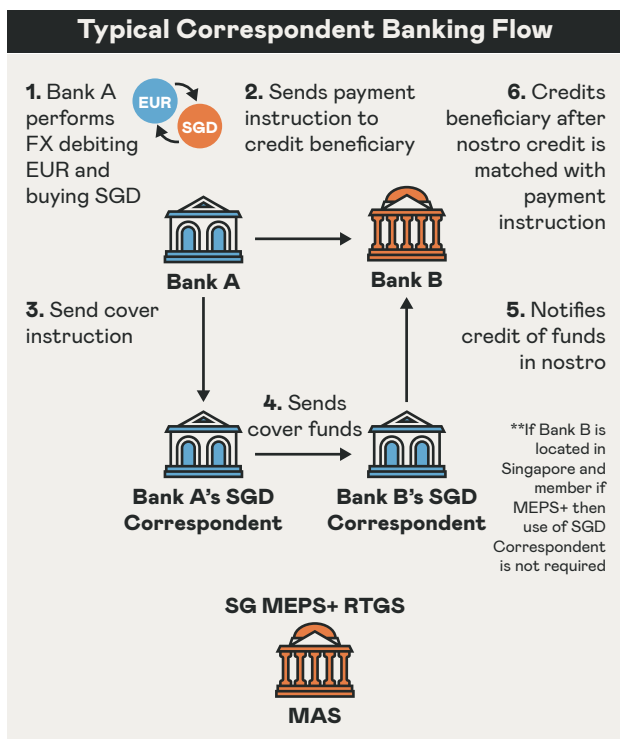 Typical Correspondent Banking Flow
1. Bank A
performs
FX debiting
EUR and
buying SGD
EUR
SGD
2. Sends payment
instruction to
credit beneficiary
6. Credits
beneficiary after
nostro credit is
matched with
payment
instruction
Bank A
Bank B
3. Send cover
instruction
5. Notifies
credit of funds
in nostro
4. Sends
cover funds
**If Bank B is
located in
Singapore and
member if
MEPS+ then
use of SGD
Correspondent
is not required
Bank A's SGD
Correspondent
Bank B's SGD
Correspondent
SG MEPS+ RTGS
MAS